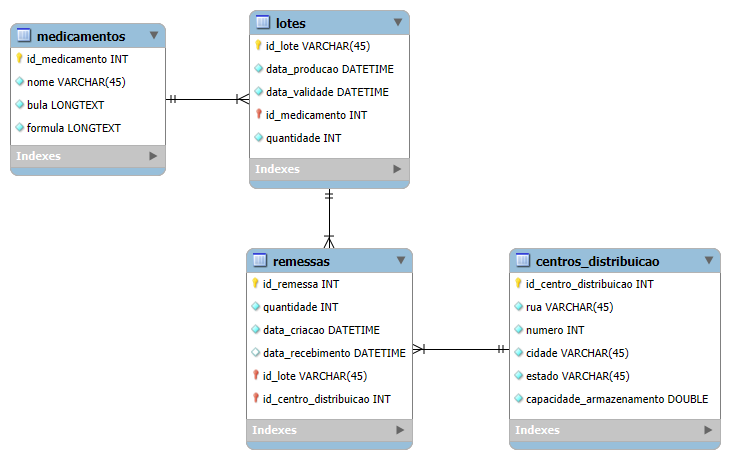 medicamentos
id_medicamento INT
nome VARCHAR(45)
bula LONGTEXT
formula LONGTEXT
Indexes
lotes
id_lote VARCHAR(45)
data_producao DATETIME
data_validade DATETIME
id_medicamento INT
quantidade INT
Indexes
remessas
id_remessa INT
quantidade INT
data_criacao DATETIME
data_recebimento DATETIME
id_lote VARCHAR(45)
id_centro_distribuicao INT
Indexes
centros_distribuicao
id_centro_distribuicao INT
rua VARCHAR(45)
numero INT
cidade VARCHAR(45)
estado VARCHAR(45)
capacidade_armazenamento DOUBLE
Indexes